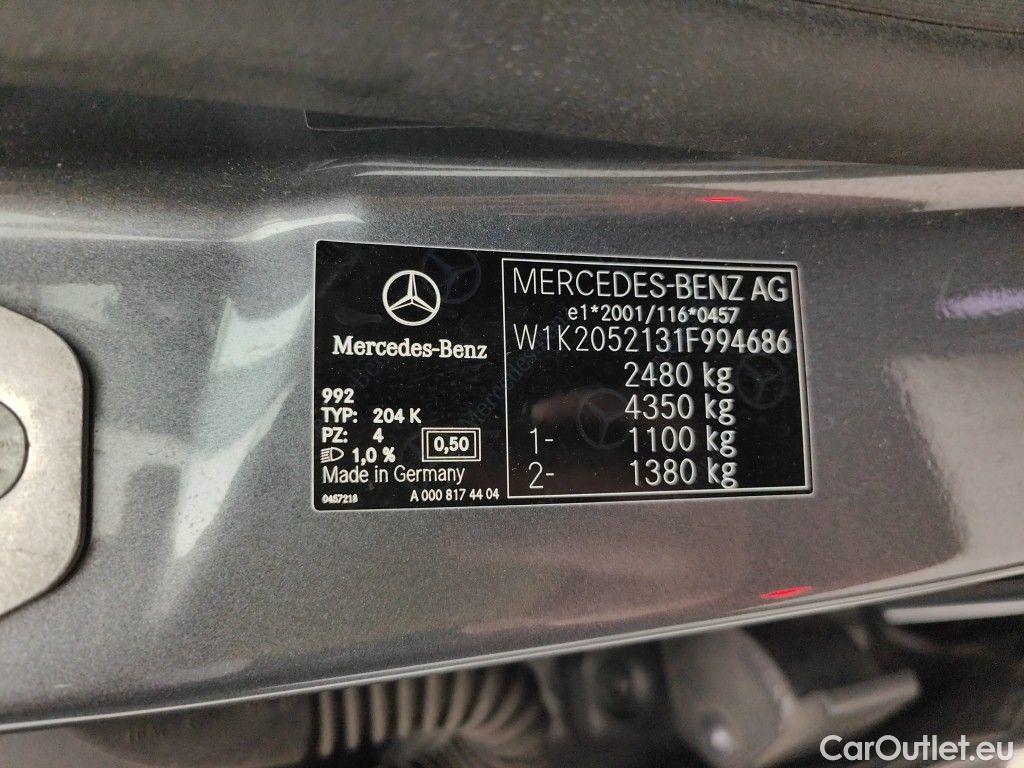 Mercedes-Benz
992
TYP: 204 K
PZ: 4
0,50
1,0 %
Made in Germany
0457218
A 000 817 44 04
MERCEDES-BENZ AG
e1*2001/116*0457
W1K2052131F994686
2480 kg
4350 kg
1- 1100 kg
2- 1380 kg
CarOutlet.eu